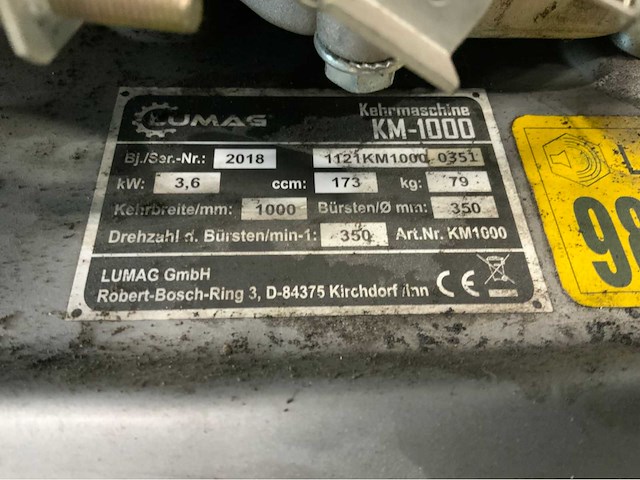 LUMAG
Kehrmaschine
KM-1000
Bj./Ser.-Nr.: 2018 1121KM1000-0351
kW: 3,6 ccm: 173 kg: 79
Kehrbreite/mm: 1000 Bürsten/Ø mm: 350
Drehzahl d. Bürsten/min-1: 350 Art.Nr. KM1000
LUMAG GmbH
Robert-Bosch-Ring 3, D-84375 Kirchdorf /Inn CE
L
98